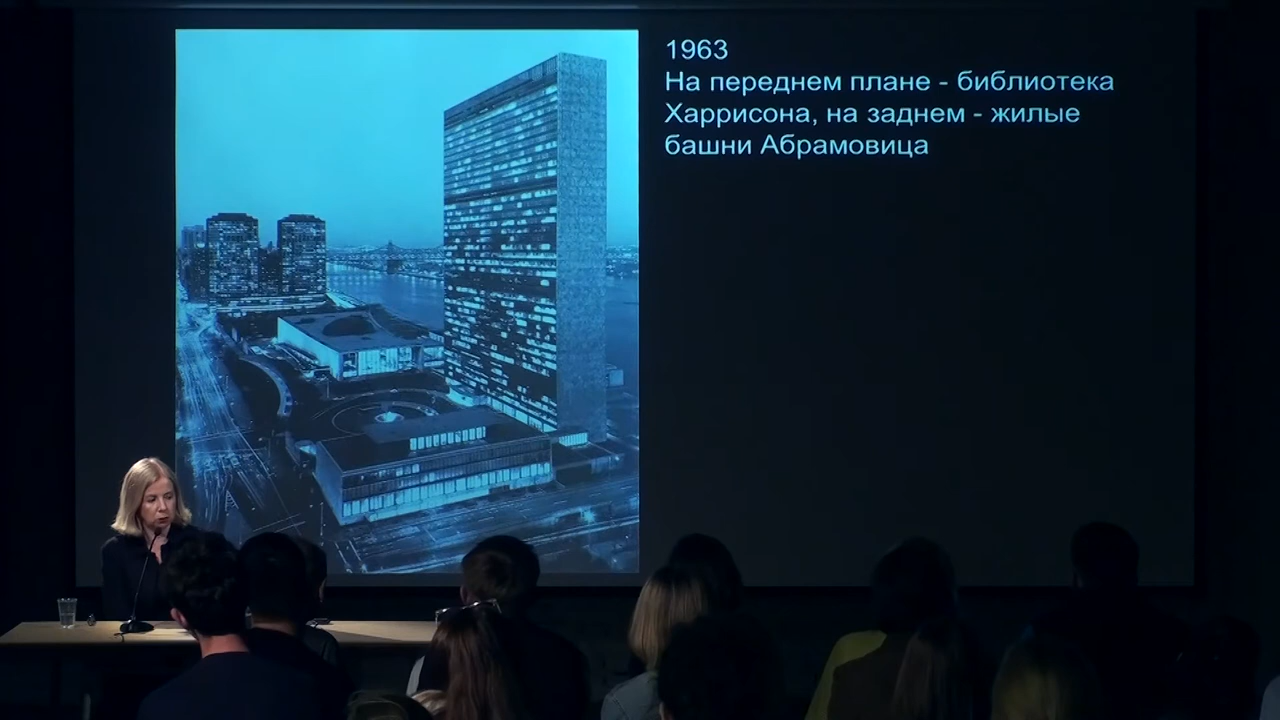 1963
На переднем плане - библиотека
Харрисона, на заднем - жилые
башни Абрамовица